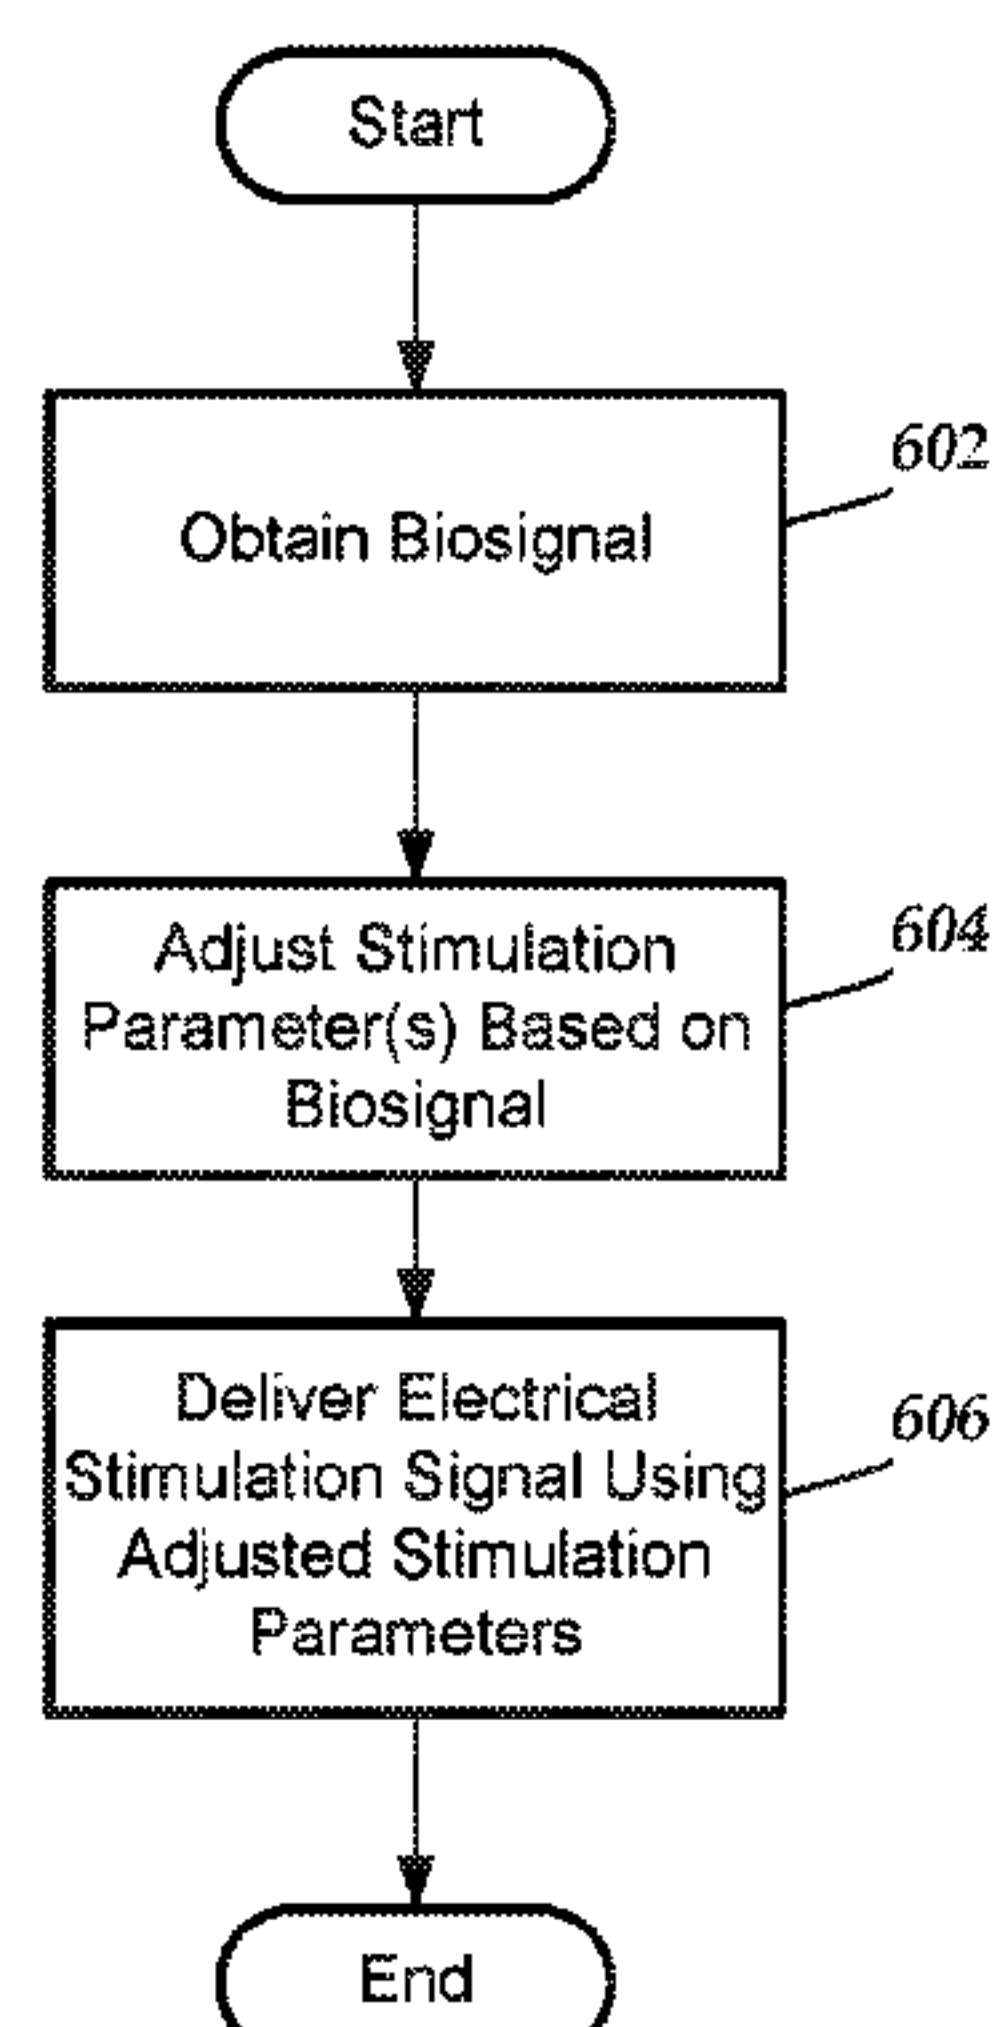 Start
602
Obtain Biosignal
604
Adjust Stimulation
Parameter(s) Based on
Biosignal
606
Deliver Electrical
Stimulation Signal Using
Adjusted Stimulation
Parameters
End